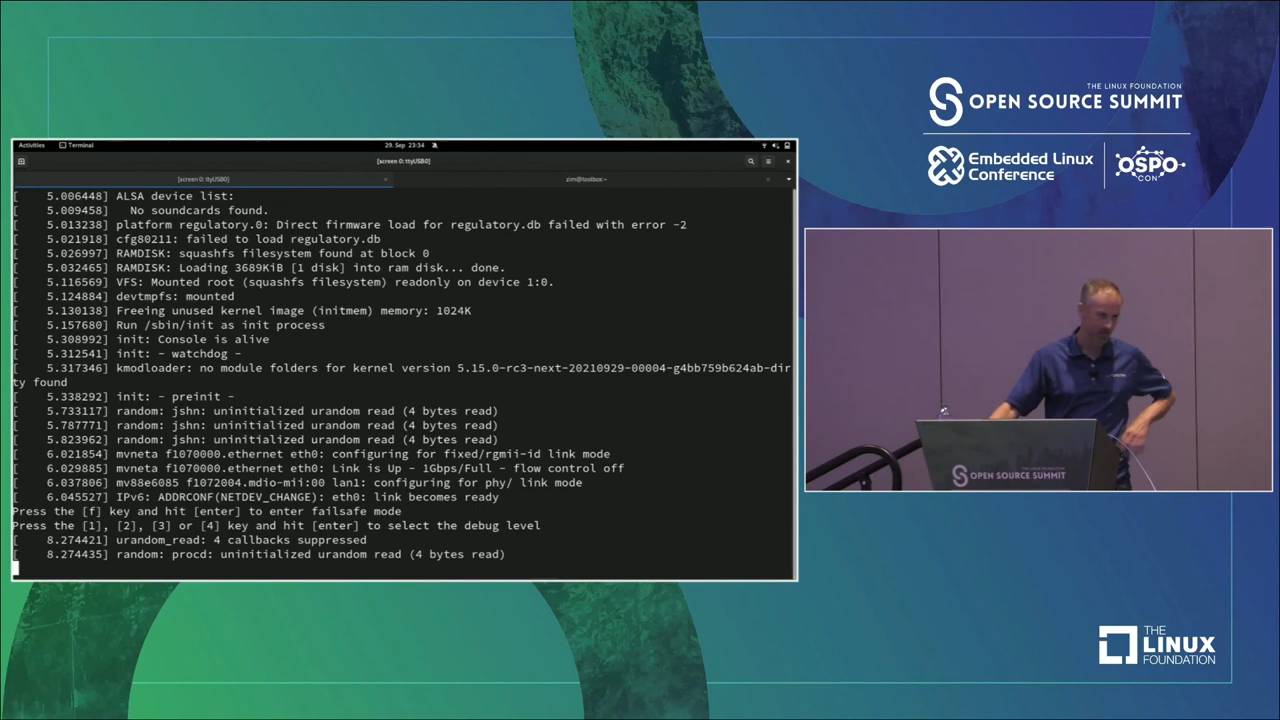 THE LINUX FOUNDATION
OPEN SOURCE SUMMIT
Embedded Linux
Conference
OSPO
CON
Activities Terminal 29. Sep 23:34
[screen 0: ttyUSB0]
[screen 0: ttyUSB0] zim@toolbox:~
[    5.006448] ALSA device list:
[    5.009458]   No soundcards found.
[    5.013238] platform regulatory.0: Direct firmware load for regulatory.db failed with error -2
[    5.021918] cfg80211: failed to load regulatory.db
[    5.026997] RAMDISK: squashfs filesystem found at block 0
[    5.032465] RAMDISK: Loading 3689KiB [1 disk] into ram disk... done.
[    5.116569] VFS: Mounted root (squashfs filesystem) readonly on device 1:0.
[    5.124884] devtmpfs: mounted
[    5.130138] Freeing unused kernel image (initmem) memory: 1024K
[    5.157680] Run /sbin/init as init process
[    5.308992] init: Console is alive
[    5.312541] init: - watchdog -
[    5.317346] kmodloader: no module folders for kernel version 5.15.0-rc3-next-20210929-00004-g4bb759b624ab-dir
ty found
[    5.338292] init: - preinit -
[    5.733117] random: jshn: uninitialized urandom read (4 bytes read)
[    5.787771] random: jshn: uninitialized urandom read (4 bytes read)
[    5.823962] random: jshn: uninitialized urandom read (4 bytes read)
[    6.021854] mvneta f1070000.ethernet eth0: configuring for fixed/rgmii-id link mode
[    6.029885] mvneta f1070000.ethernet eth0: Link is Up - 1Gbps/Full - flow control off
[    6.037806] mv88e6085 f1072004.mdio-mii:00 lan1: configuring for phy/ link mode
[    6.045527] IPv6: ADDRCONF(NETDEV_CHANGE): eth0: link becomes ready
Press the [f] key and hit [enter] to enter failsafe mode
Press the [1], [2], [3] or [4] key and hit [enter] to select the debug level
[    8.274421] urandom_read: 4 callbacks suppressed
[    8.274435] random: procd: uninitialized urandom read (4 bytes read)
OPEN SOURCE SUMMIT
THE
LINUX
FOUNDATION